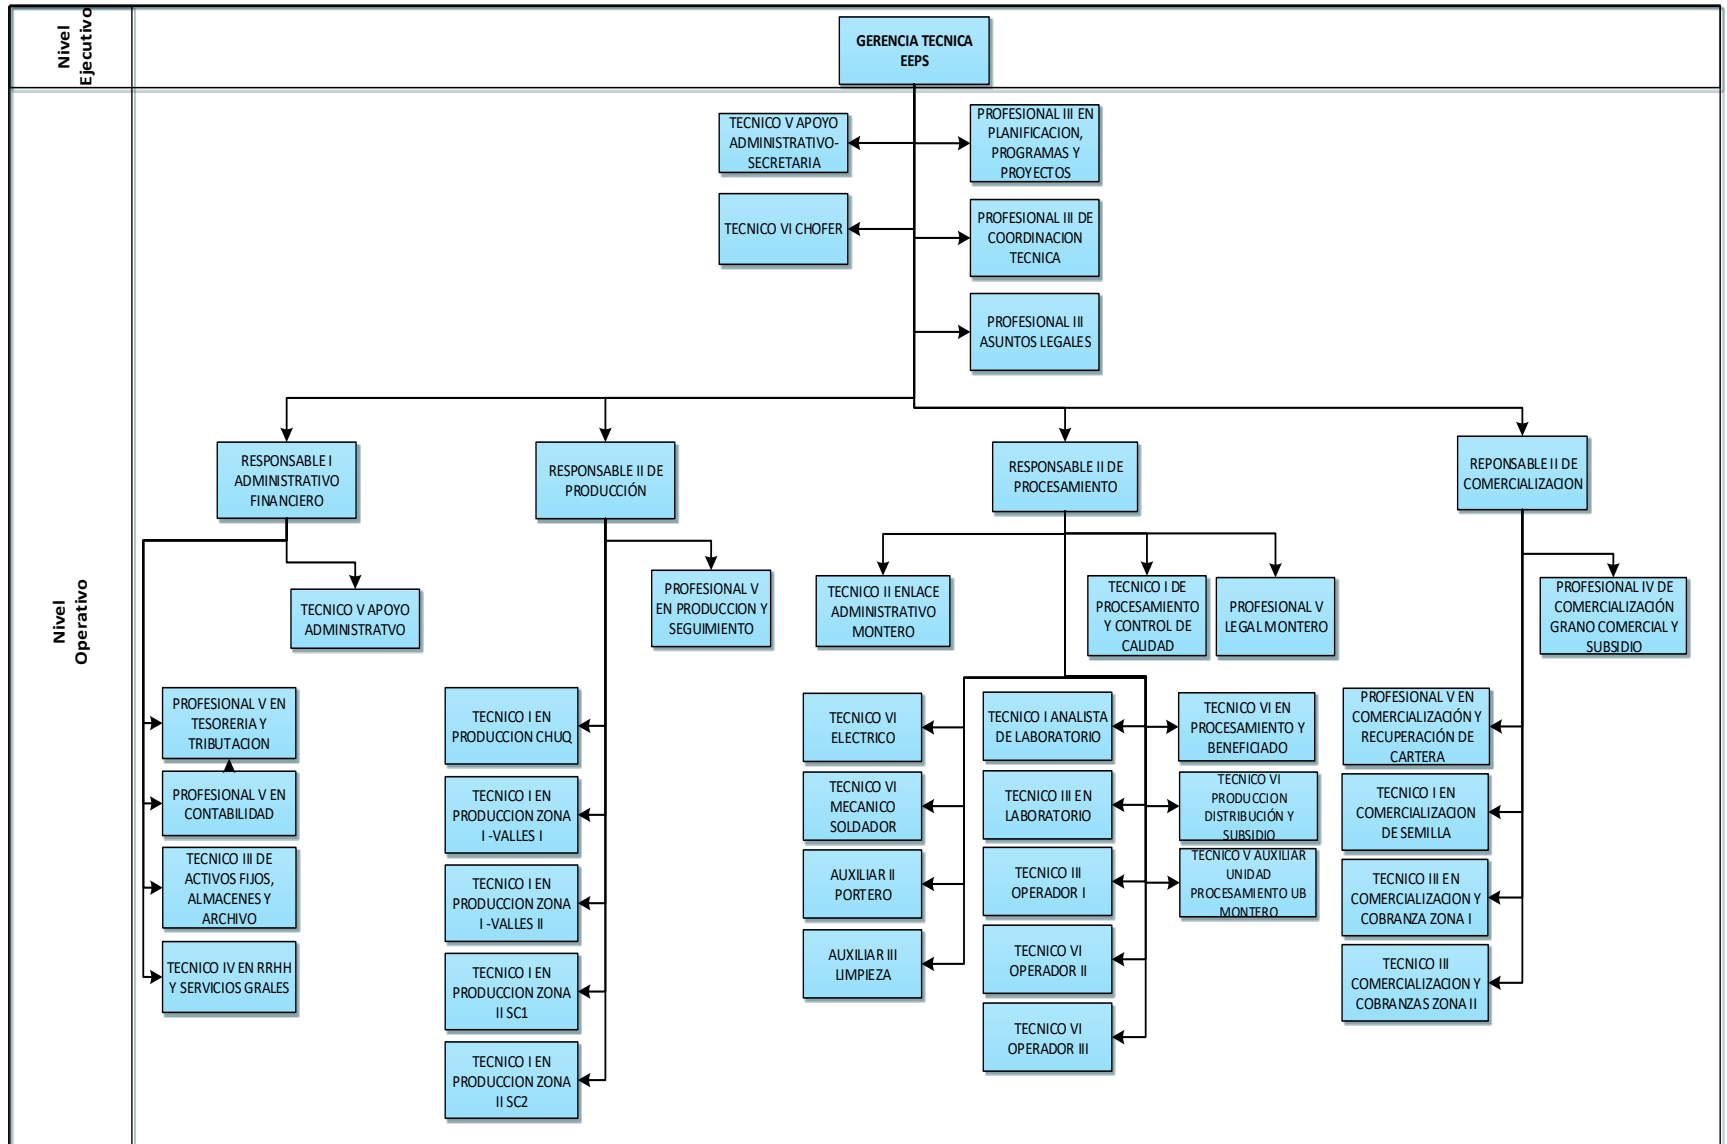 Nivel
Ejecutivo
GERENCIA TECNICA
EEPS
Nivel
Operativo
TECNICO V APOYO
ADMINISTRATIVO-
SECRETARIA
PROFESIONAL III EN
PLANIFICACION,
PROGRAMAS Y
PROYECTOS
TECNICO VI CHOFER
PROFESIONAL III DE
COORDINACION
TECNICA
PROFESIONAL III
ASUNTOS LEGALES
RESPONSABLE I
ADMINISTRATIVO
FINANCIERO
RESPONSABLE II DE
PRODUCCIÓN
RESPONSABLE II DE
PROCESAMIENTO
REPONSABLE II DE
COMERCIALIZACION
TECNICO V APOYO
ADMINISTRATVO
PROFESIONAL V
EN PRODUCCION Y
SEGUIMIENTO
TECNICO II ENLACE
ADMINISTRATIVO
MONTERO
TECNICO I DE
PROCESAMIENTO
Y CONTROL DE
CALIDAD
PROFESIONAL V
LEGAL MONTERO
PROFESIONAL IV DE
COMERCIALIZACIÓN
GRANO COMERCIAL Y
SUBSIDIO
PROFESIONAL V EN
TESORERIA Y
TRIBUTACION
PROFESIONAL V EN
CONTABILIDAD
TECNICO III DE
ACTIVOS FIJOS,
ALMACENES Y
ARCHIVO
TECNICO IV EN RRHH
Y SERVICIOS GRALES
TECNICO I EN
PRODUCCION CHUQ
TECNICO I EN
PRODUCCION ZONA
I -VALLES I
TECNICO I EN
PRODUCCION ZONA
I -VALLES II
TECNICO I EN
PRODUCCION ZONA
II SC1
TECNICO I EN
PRODUCCION ZONA
II SC2
TECNICO VI
ELECTRICO
TECNICO VI
MECANICO
SOLDADOR
AUXILIAR II
PORTERO
AUXILIAR III
LIMPIEZA
TECNICO I ANALISTA
DE LABORATORIO
TECNICO III EN
LABORATORIO
TECNICO III
OPERADOR I
TECNICO VI
OPERADOR II
TECNICO VI
OPERADOR III
TECNICO VI EN
PROCESAMIENTO Y
BENEFICIADO
TECNICO VI
PRODUCCION
DISTRIBUCIÓN Y
SUBSIDIO
TECNICO V AUXILIAR
UNIDAD
PROCESAMIENTO UB
MONTERO
PROFESIONAL V EN
COMERCIALIZACIÓN Y
RECUPERACIÓN DE
CARTERA
TECNICO I EN
COMERCIALIZACION
DE SEMILLA
TECNICO III EN
COMERCIALIZACION Y
COBRANZA ZONA I
TECNICO III
COMERCIALIZACION Y
COBRANZAS ZONA II